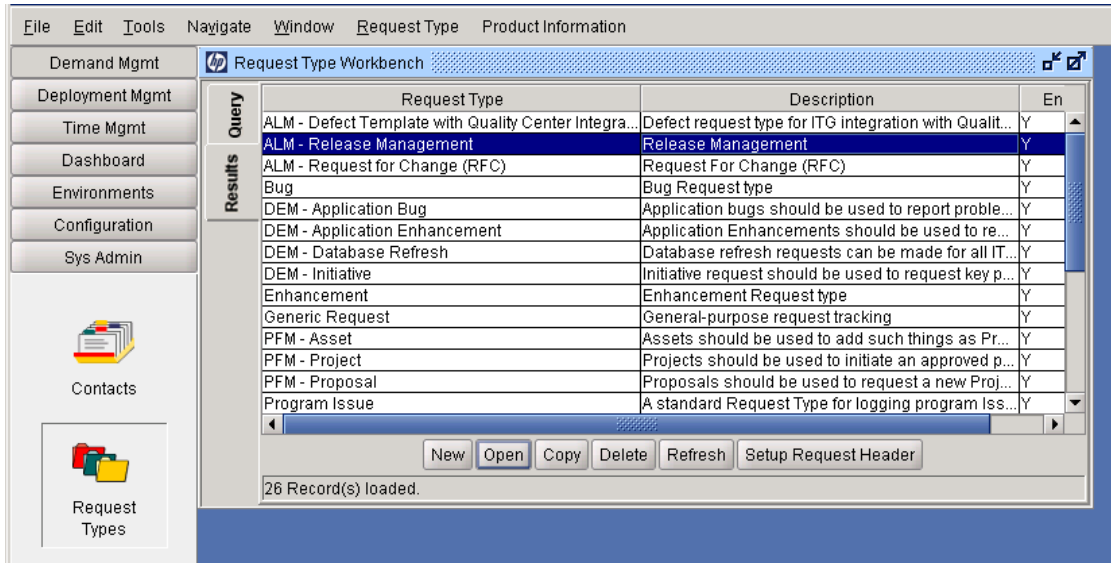 File Edit Tools Navigate Window Request Type Product Information
Demand Mgmt
Deployment Mgmt
Time Mgmt
Dashboard
Environments
Configuration
Sys Admin
Contacts
Request
Types
hp Request Type Workbench
Query
Results
Request Type Description En
ALM - Defect Template with Quality Center Integra... Defect request type for ITG integration with Qualit... Y
ALM - Release Management Release Management Y
ALM - Request for Change (RFC) Request For Change (RFC) Y
Bug Bug Request type Y
DEM - Application Bug Application bugs should be used to report proble... Y
DEM - Application Enhancement Application Enhancements should be used to re... Y
DEM - Database Refresh Database refresh requests can be made for all IT... Y
DEM - Initiative Initiative request should be used to request key p... Y
Enhancement Enhancement Request type Y
Generic Request General-purpose request tracking Y
PFM - Asset Assets should be used to add such things as Pr... Y
PFM - Project Projects should be used to initiate an approved p... Y
PFM - Proposal Proposals should be used to request a new Proj... Y
Program Issue A standard Request Type for logging program Iss... Y
New Open Copy Delete Refresh Setup Request Header
26 Record(s) loaded.